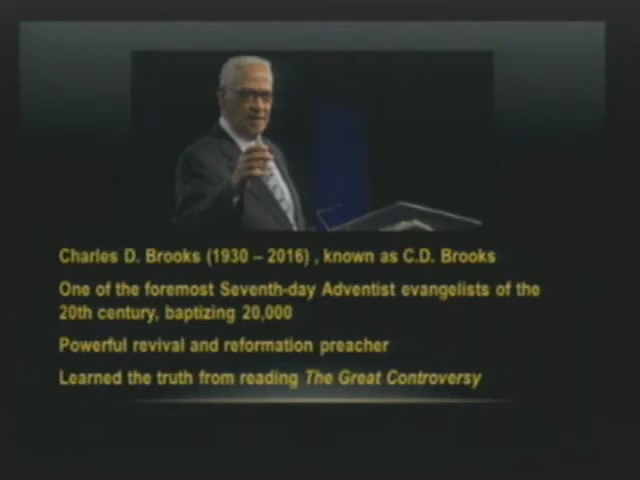 Charles D. Brooks (1930 – 2016) , known as C.D. Brooks
One of the foremost Seventh-day Adventist evangelists of the
20th century, baptizing 20,000
Powerful revival and reformation preacher
Learned the truth from reading The Great Controversy